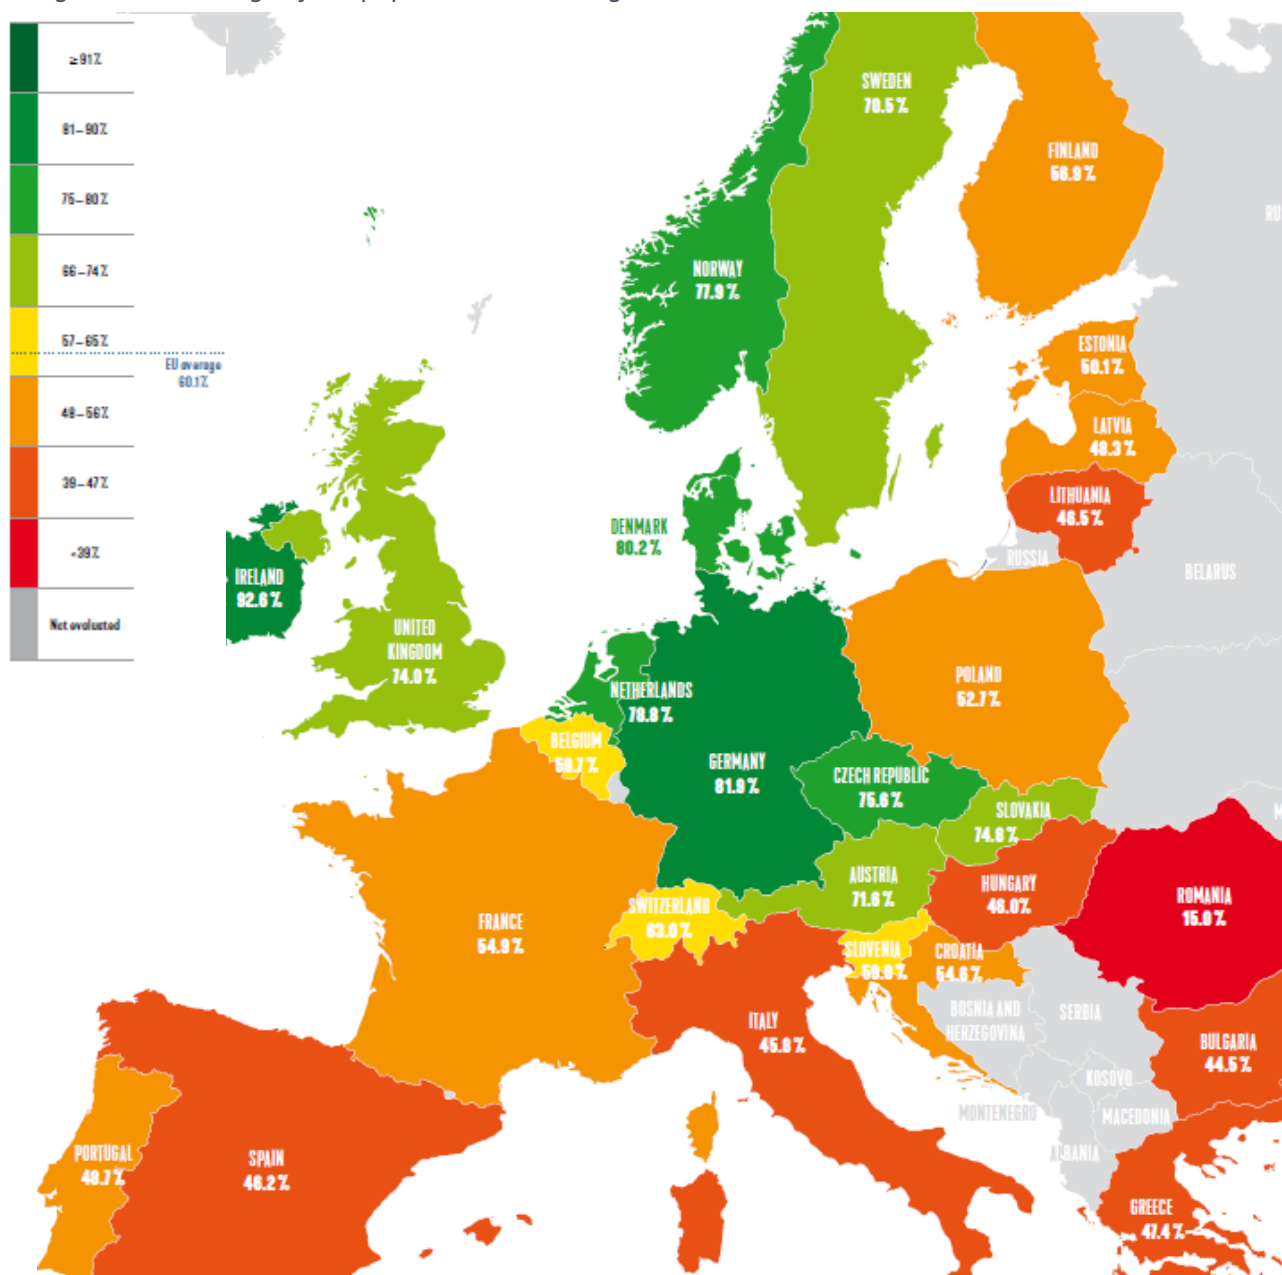 ≥91%
81–90%
75–80%
66–74%
57–65%
EU average
60.1%
48–56%
39–47%
<39%
Not evaluated
SWEDEN
70.5%
FINLAND
56.9%
RU
NORWAY
77.9%
ESTONIA
50.1%
LATVIA
48.3%
LITHUANIA
46.5%
DENMARK
80.2%
RUSSIA
BELARUS
IRELAND
92.6%
UNITED
KINGDOM
74.0%
POLAND
52.7%
NETHERLANDS
78.8%
BELGIUM
59.7%
GERMANY
81.9%
CZECH REPUBLIC
75.6%
SLOVAKIA
74.8%
M
AUSTRIA
71.6%
HUNGARY
46.0%
ROMANIA
15.0%
SWITZERLAND
63.0%
FRANCE
54.9%
SLOVENIA
CROATIA
54.6%
BOSNIA AND
HERZEGOVINA
SERBIA
ITALY
45.8%
BULGARIA
44.5%
KOSOVO
MONTENEGRO
MACEDONIA
ALBANIA
PORTUGAL
48.7%
SPAIN
46.2%
GREECE
47.4%